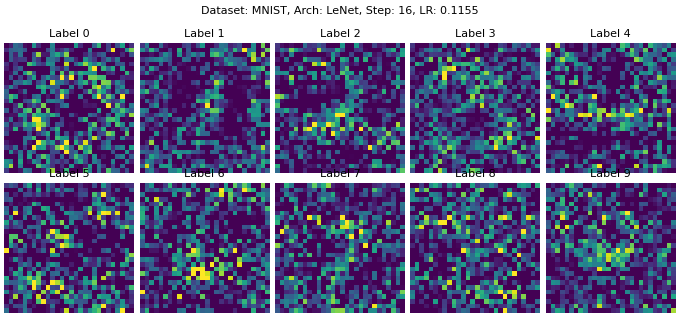 Dataset: MNIST, Arch: LeNet, Step: 16, LR: 0.1155
Label 0 Label 1 Label 2 Label 3 Label 4
Label 5 Label 6 Label 7 Label 8 Label 9